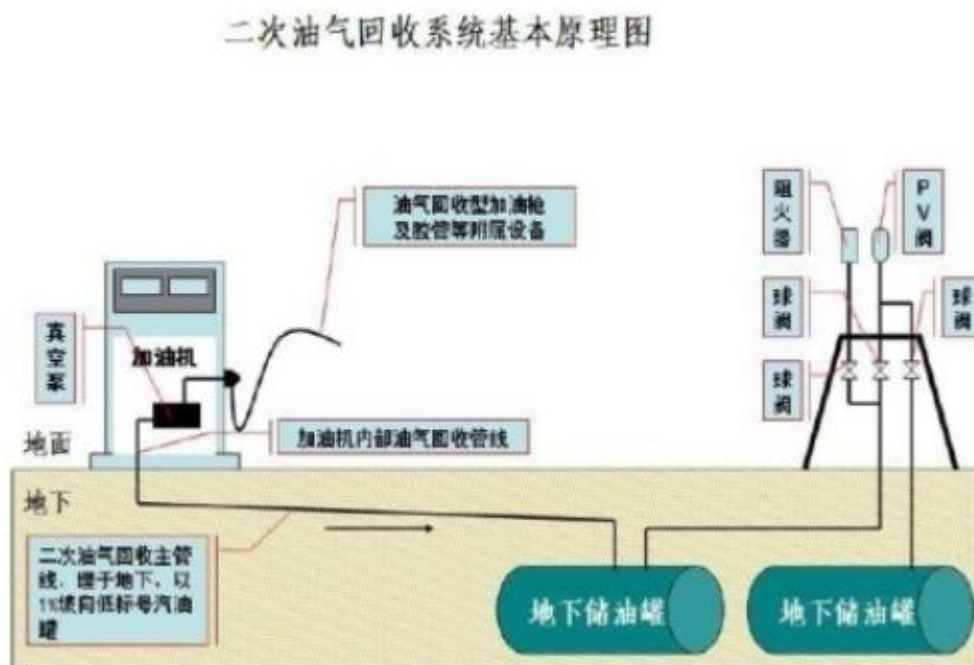 二次油气回收系统基本原理图
油气回收型加油枪
及胶管等附属设备
阻火器
PV阀
真空泵
加油机
球阀
球阀
球阀
地面
加油机内部油气回收管线
地下
二次油气回收主管
线，埋于地下，以
1%坡向低标号汽油
罐
地下储油罐
地下储油罐